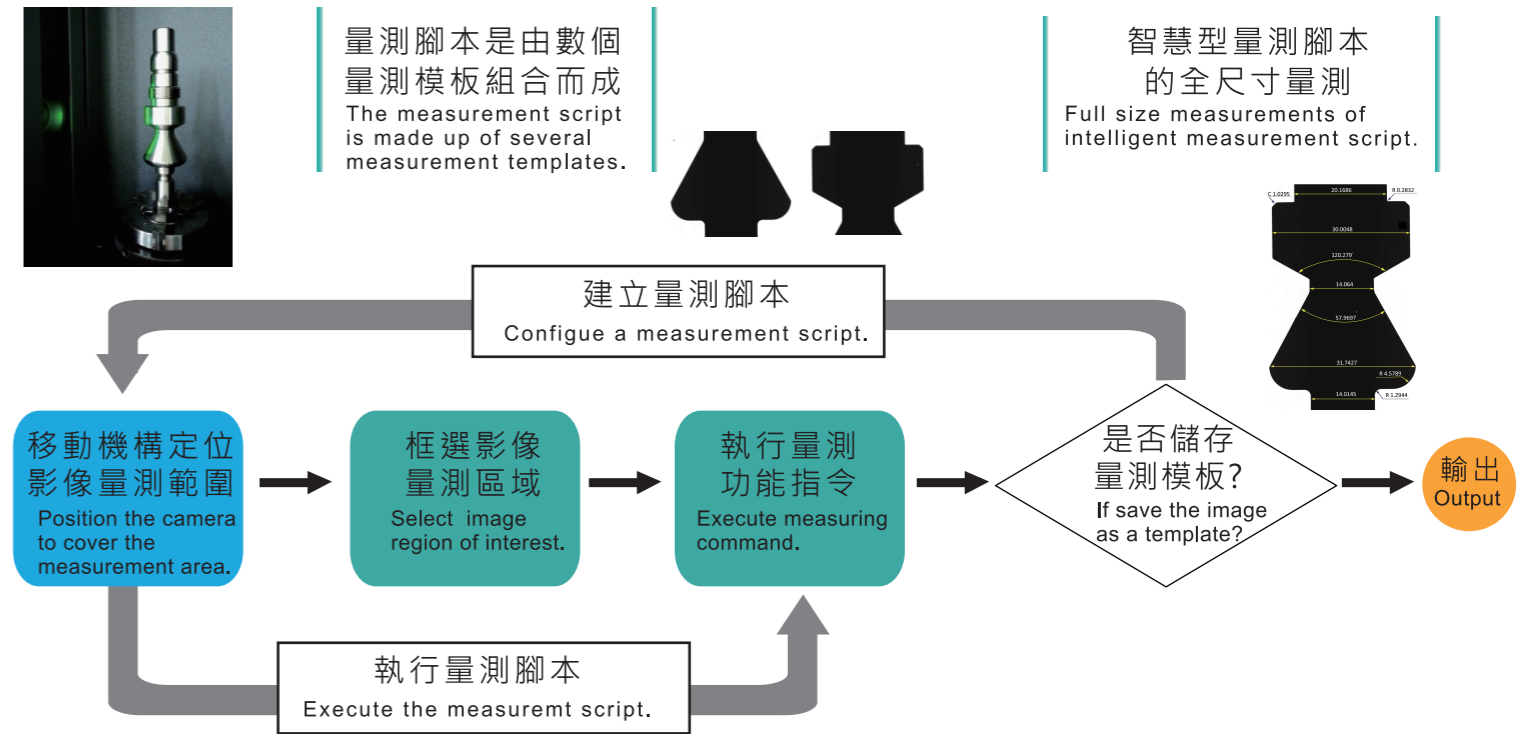 量測腳本是由數個
量測模板組合而成
The measurement script
is made up of several
measurement templates.
智慧型量測腳本
的全尺寸量測
Full size measurements of
intelligent measurement script.
C 1.0295
20.1686
R 0.2832
30.0048
120.279°
14.064
57.9697
31.7427
R 4.5789
14.0145
R 1.2944
建立量測腳本
Configue a measurement script.
移動機構定位
影像量測範圍
Position the camera
to cover the
measurement area.
框選影像
量測區域
Select image
region of interest.
執行量測
功能指令
Execute measuring
command.
是否儲存
量測模板?
If save the image
as a template?
輸出
Output
執行量測腳本
Execute the measuremt script.